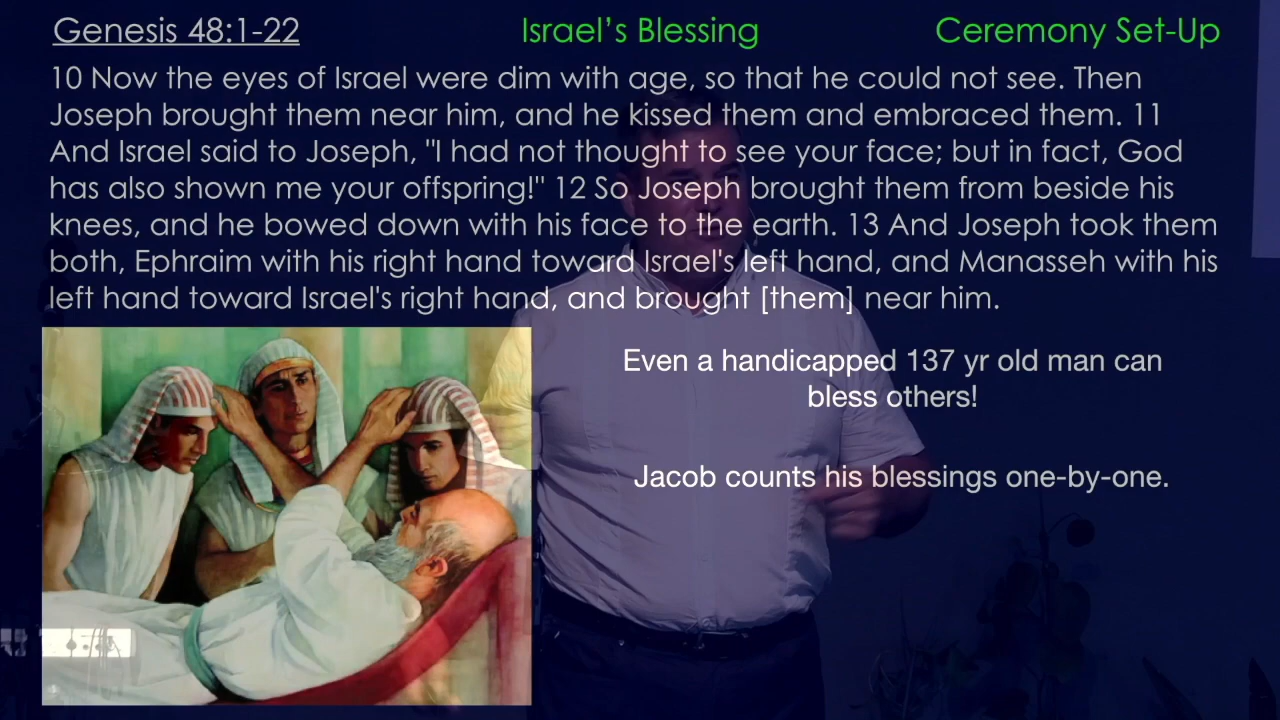 Genesis 48:1-22
Israel’s Blessing
Ceremony Set-Up
10 Now the eyes of Israel were dim with age, so that he could not see. Then
Joseph brought them near him, and he kissed them and embraced them. 11
And Israel said to Joseph, "I had not thought to see your face; but in fact, God
has also shown me your offspring!" 12 So Joseph brought them from beside his
knees, and he bowed down with his face to the earth. 13 And Joseph took them
both, Ephraim with his right hand toward Israel's left hand, and Manasseh with his
left hand toward Israel's right hand, and brought [them] near him.
Even a handicapped 137 yr old man can
bless others!
Jacob counts his blessings one-by-one.